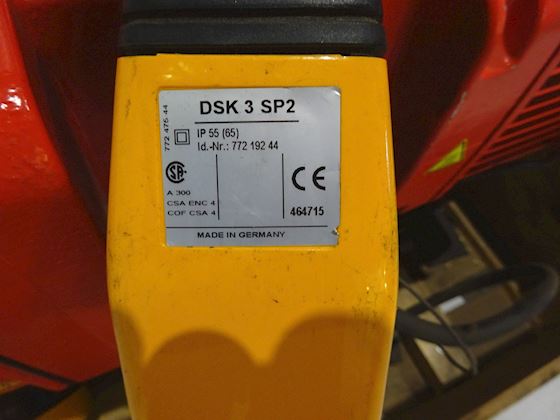 DSK 3 SP2
772 475 44
IP 55 (65)
Id.-Nr.: 772 192 44
A 300
CSA ENC 4
COF CSA 4
CE
464715
MADE IN GERMANY